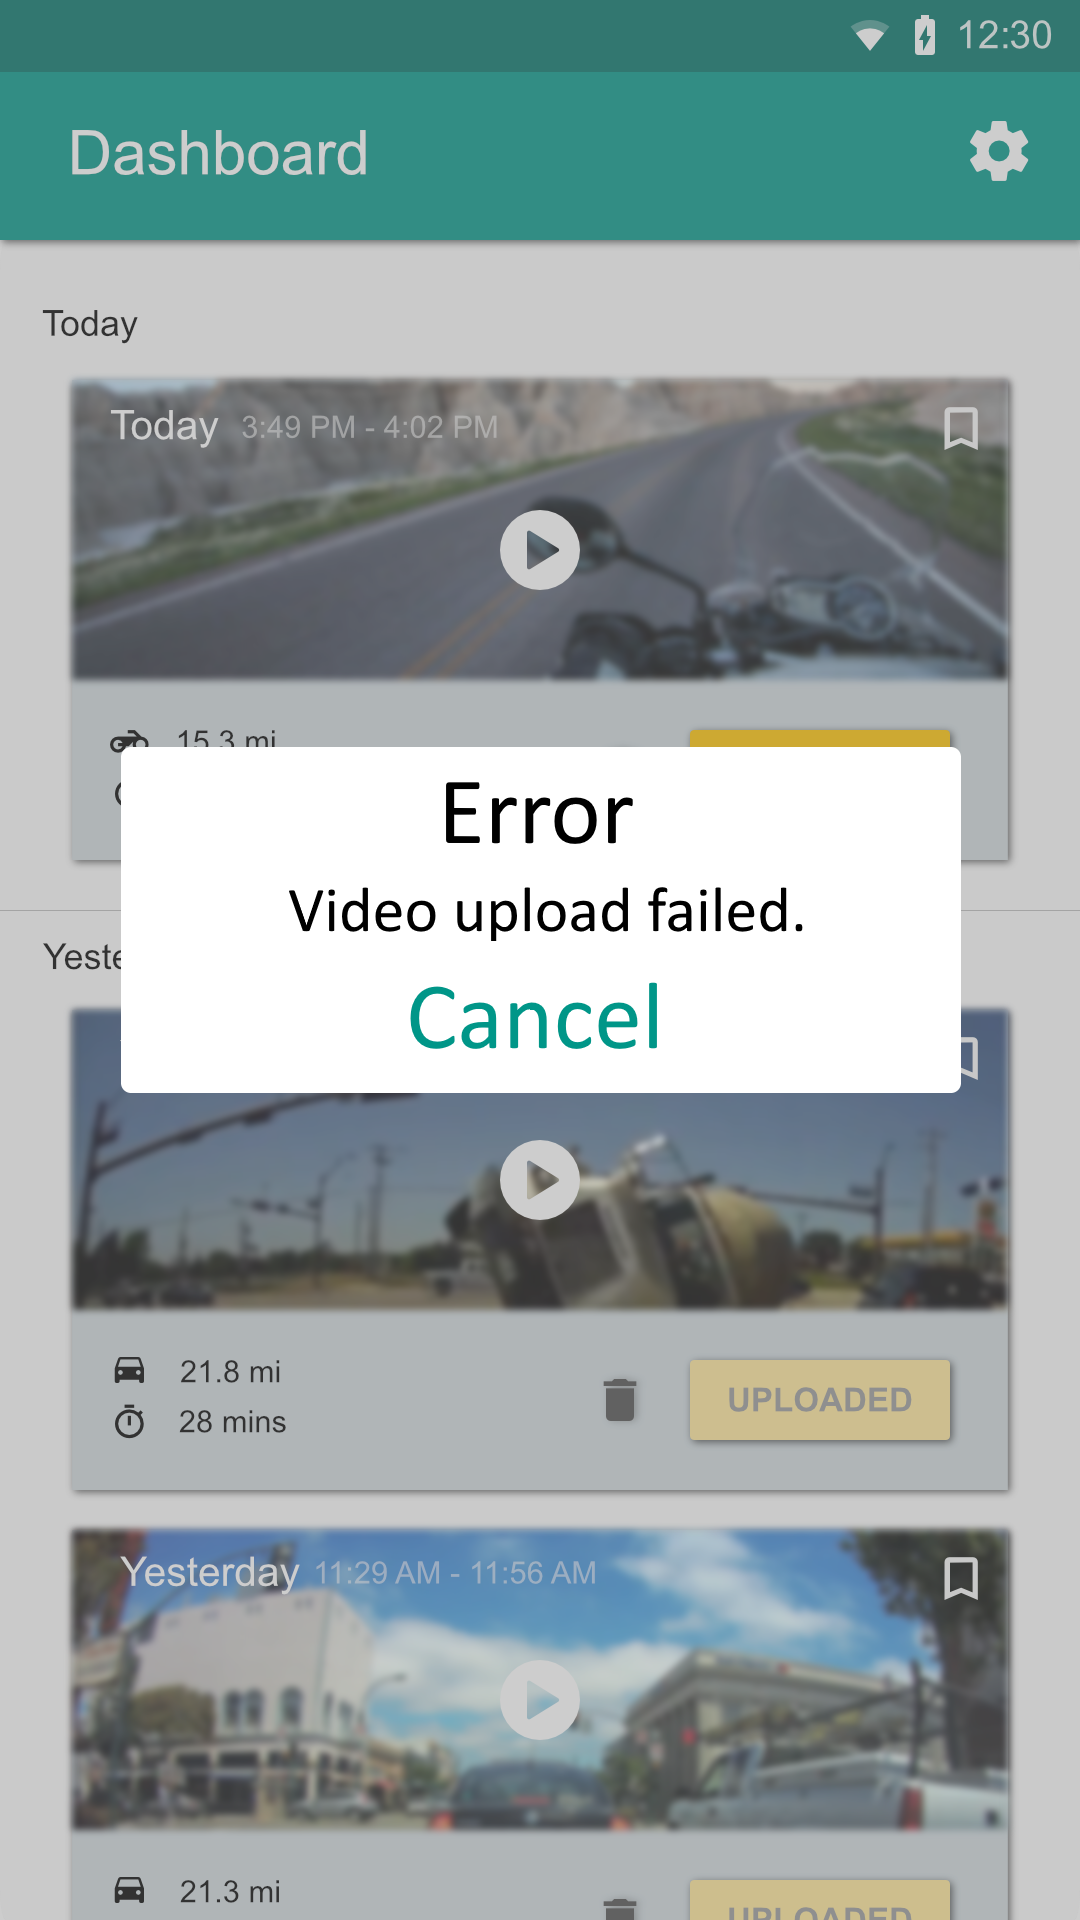 12:30
Dashboard
Today
Today 3:49 PM - 4:02 PM
15.3 mi
Error
Video upload failed.
Cancel
21.8 mi
28 mins
UPLOADED
Yesterday 11:29 AM - 11:56 AM
21.3 mi
UPLOADED